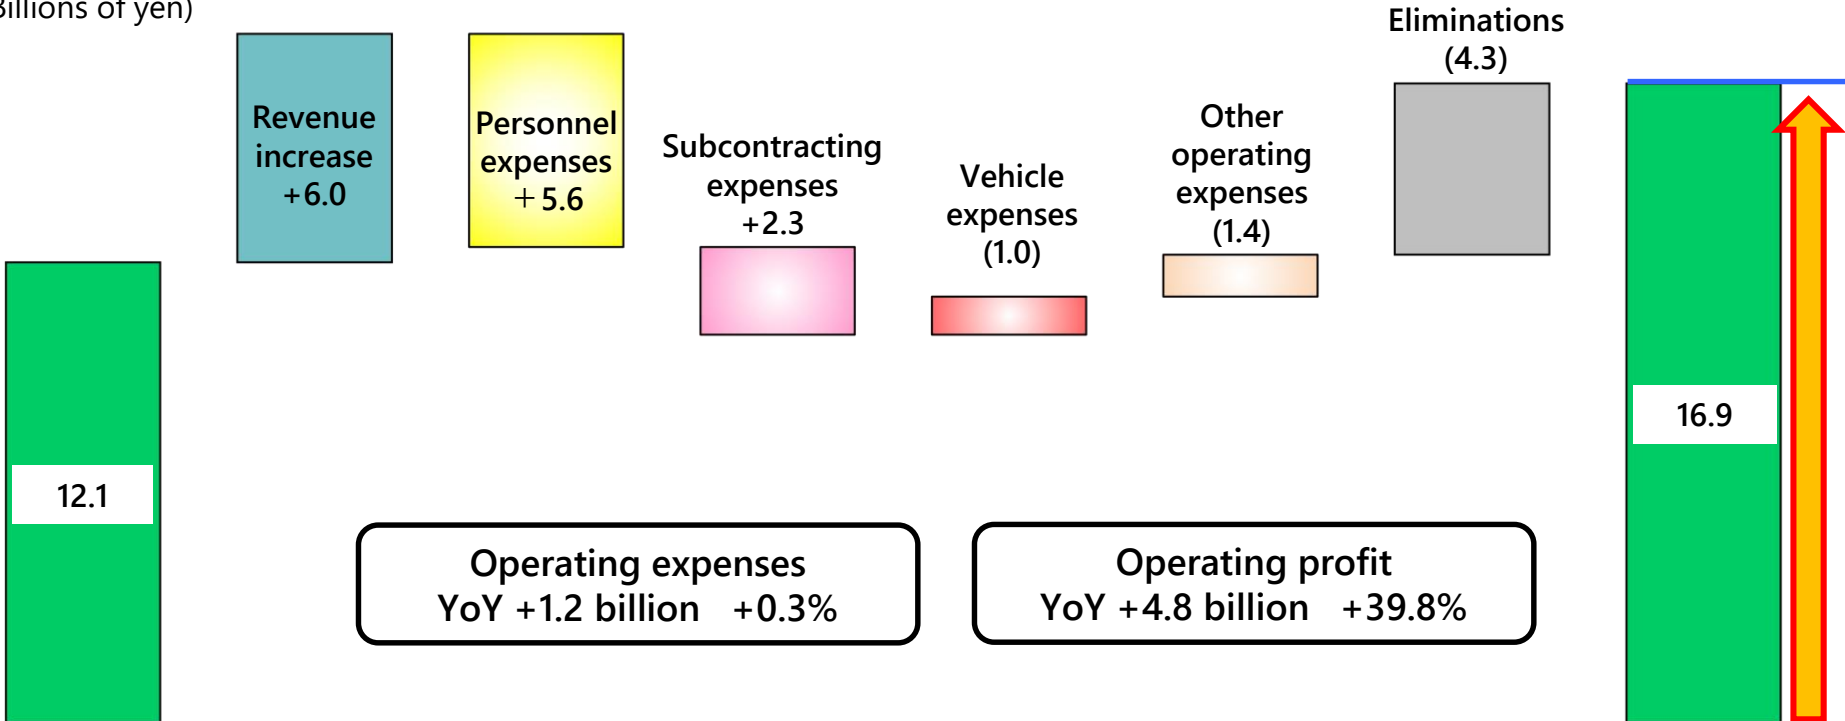 Billions of yen)
Revenue
increase
+6.0
Personnel
expenses
＋5.6
Subcontracting
expenses
+2.3
Vehicle
expenses
(1.0)
Other
operating
expenses
(1.4)
Eliminations
(4.3)
12.1
16.9
Operating expenses
YoY +1.2 billion +0.3%
Operating profit
YoY +4.8 billion +39.8%